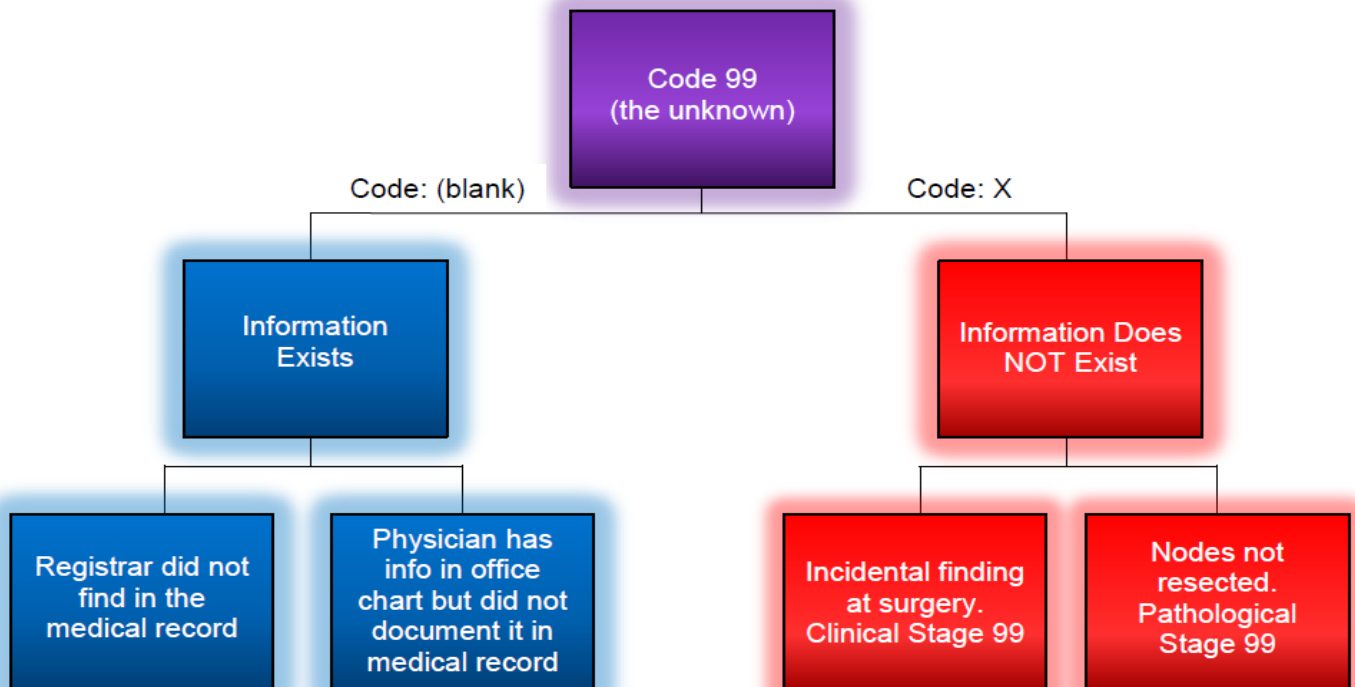 Code 99
(the unknown)
Code: (blank)
Code: X
Information
Exists
Information Does
NOT Exist
Registrar did not
find in the
medical record
Physician has
info in office
chart but did not
document it in
medical record
Incidental finding
at surgery.
Clinical Stage 99
Nodes not
resected.
Pathological
Stage 99